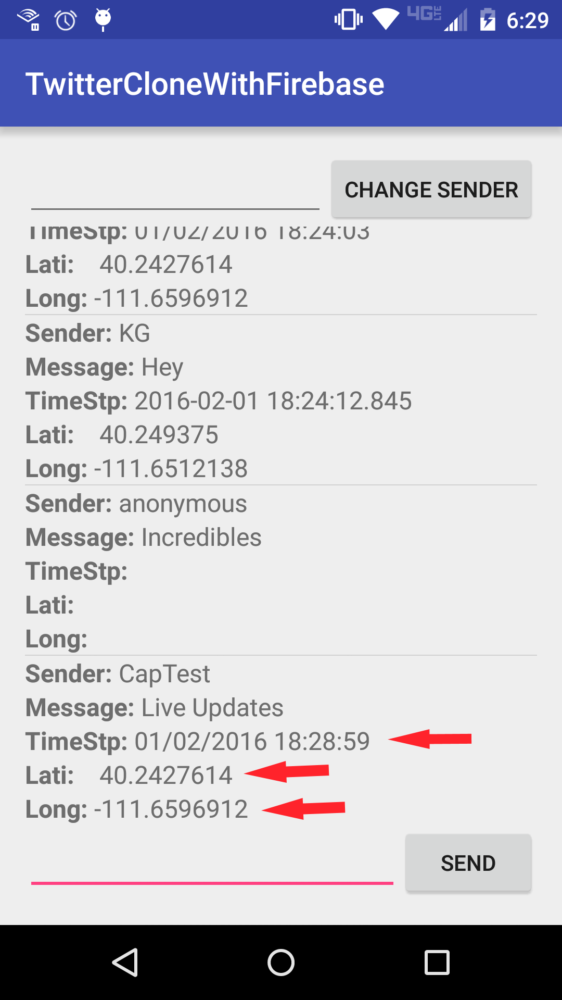 4G LTE 6:29
TwitterCloneWithFirebase
CHANGE SENDER
TimeStp: 01/02/2016 18:24:03
Lati: 40.2427614
Long: -111.6596912
Sender: KG
Message: Hey
TimeStp: 2016-02-01 18:24:12.845
Lati: 40.249375
Long: -111.6512138
Sender: anonymous
Message: Incredibles
TimeStp:
Lati:
Long:
Sender: CapTest
Message: Live Updates
TimeStp: 01/02/2016 18:28:59
Lati: 40.2427614
Long: -111.6596912
SEND